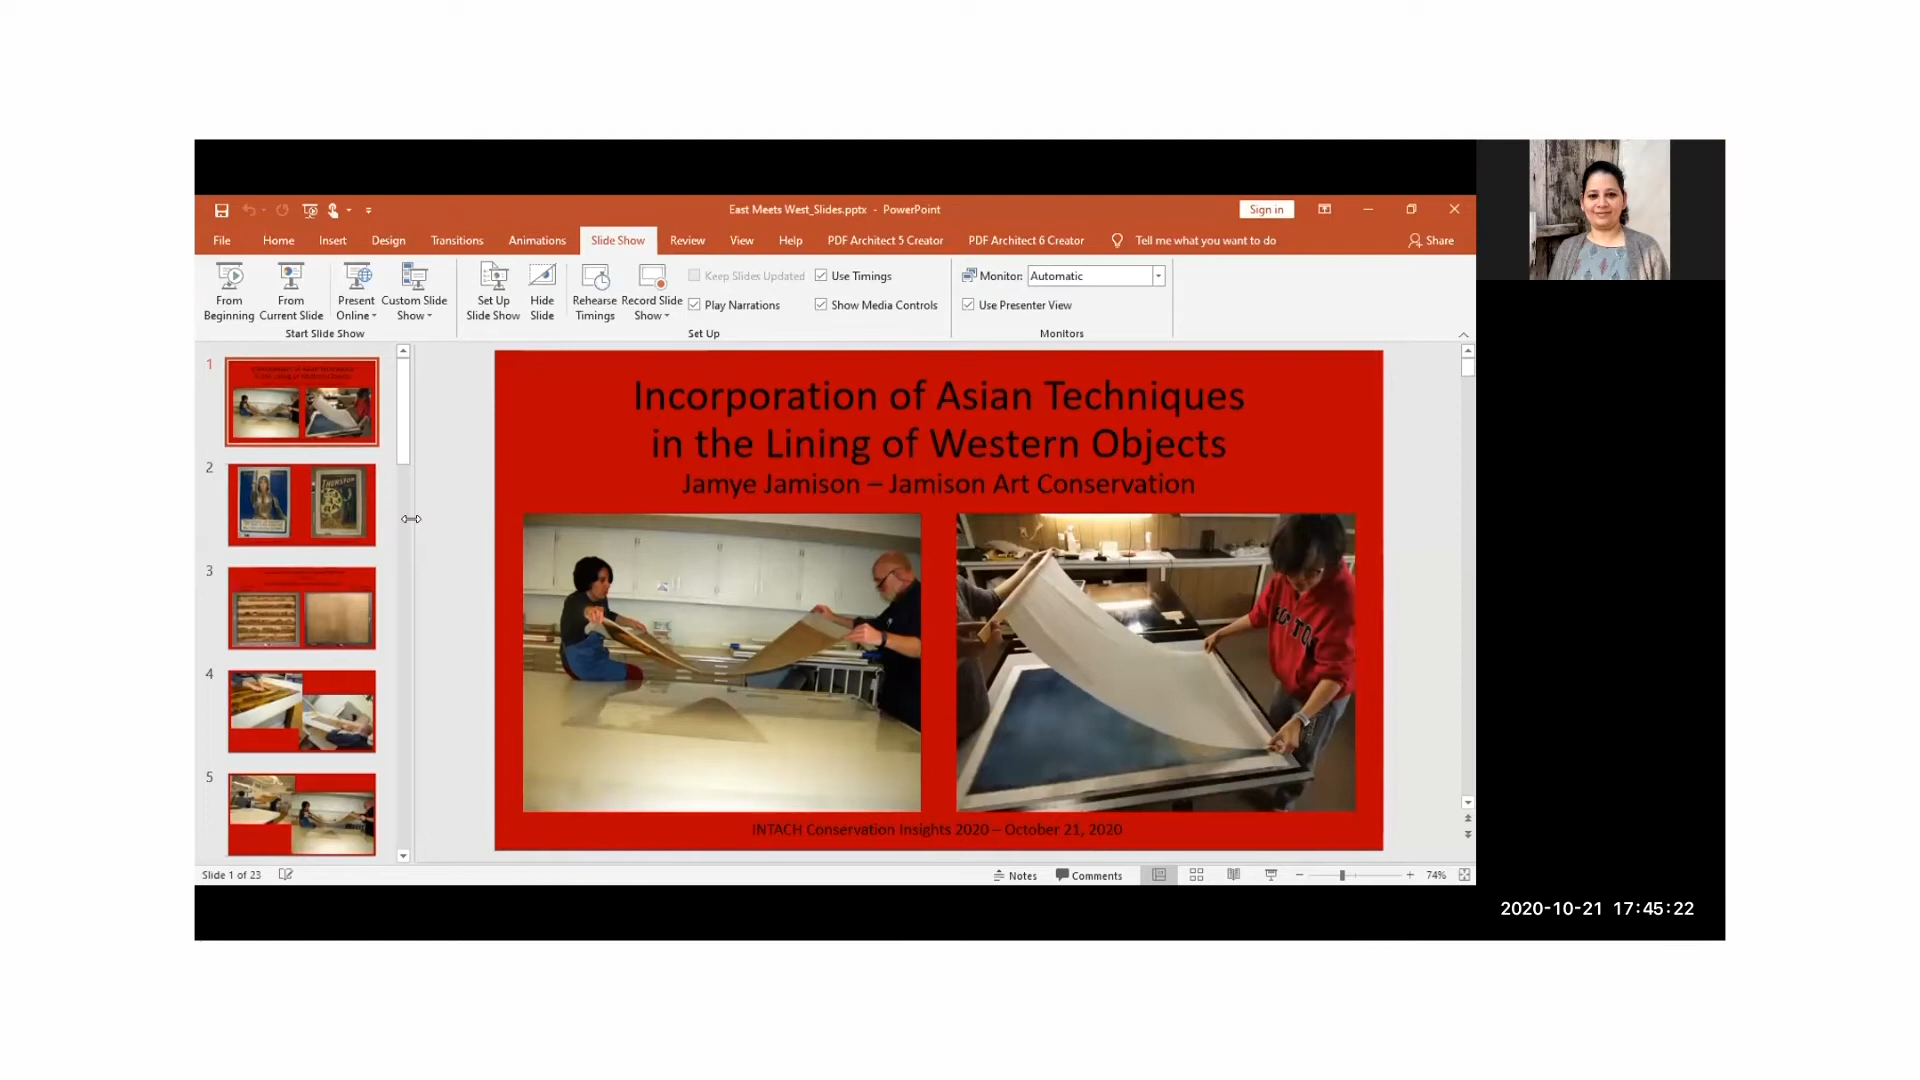 East Meets West_Slides.pptx - PowerPoint
Sign in
File Home Insert Design Transitions Animations Slide Show Review View Help PDF Architect 5 Creator PDF Architect 6 Creator Tell me what you want to do Share
From Beginning
From Current Slide
Present Online
Custom Slide Show
Start Slide Show
Set Up Slide Show
Hide Slide
Rehearse Timings
Record Slide Show
Keep Slides Updated
Play Narrations
Use Timings
Show Media Controls
Set Up
Monitor: Automatic
Use Presenter View
Monitors
1
2
3
4
5
Incorporation of Asian Techniques
in the Lining of Western Objects
Jamye Jamison – Jamison Art Conservation
INTACH Conservation Insights 2020 – October 21, 2020
Slide 1 of 23
Notes
Comments
74%
2020-10-21 17:45:22